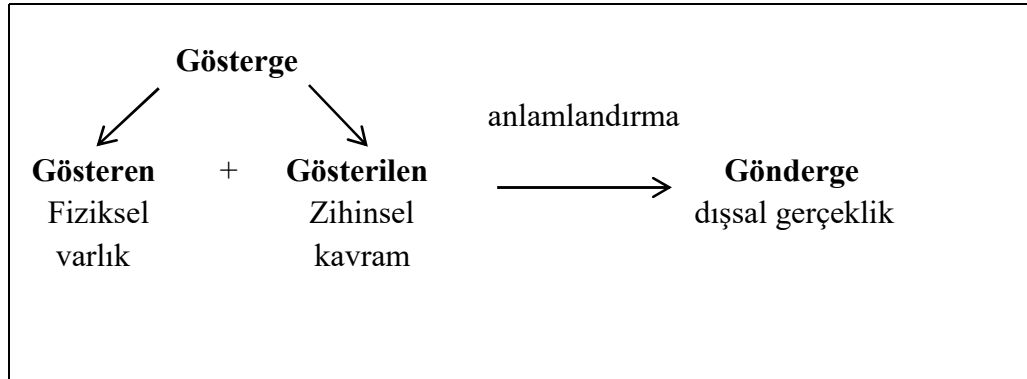 Gösterge
anlamlandırma
Gösteren + Gösterilen Gönderge
Fiziksel Zihinsel dışsal gerçeklik
varlık kavram